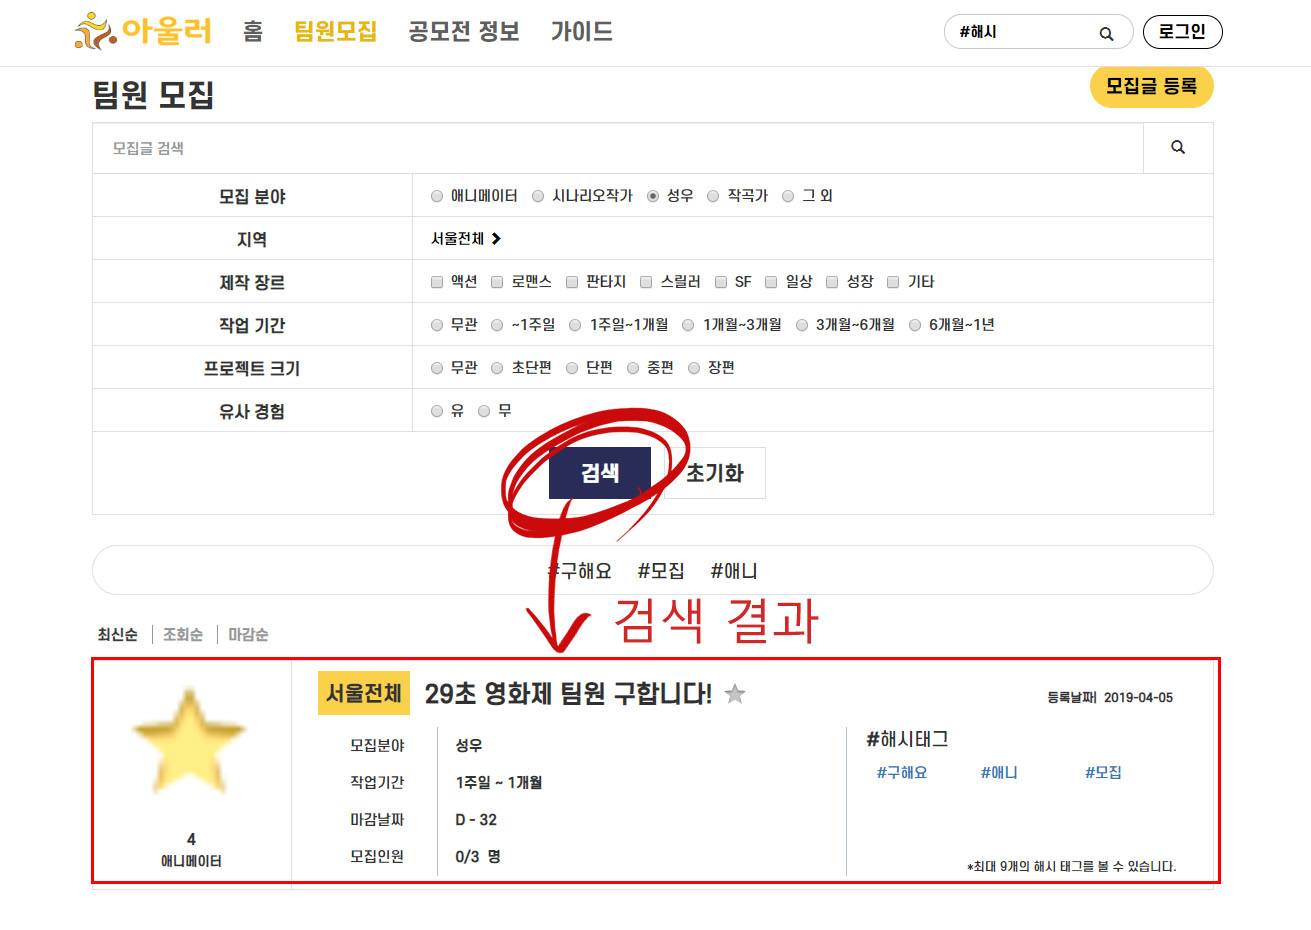 아울러 홈 팀원모집 공모전 정보 가이드 #해시 로그인
팀원 모집 모집글 등록
모집글 검색
모집 분야 애니메이터 시나리오작가 성우 작곡가 그 외
지역 서울전체
제작 장르 액션 로맨스 판타지 스릴러 SF 일상 성장 기타
작업 기간 무관 ~1주일 1주일~1개월 1개월~3개월 3개월~6개월 6개월~1년
프로젝트 크기 무관 초단편 단편 중편 장편
유사 경험 유 무
검색 초기화
#구해요 #모집 #애니
검색 결과
최신순 조회순 마감순
서울전체 29초 영화제 팀원 구합니다! 등록날짜| 2019-04-05
모집분야 성우 #해시태그
작업기간 1주일 ~ 1개월 #구해요 #애니 #모집
마감날짜 D - 32
모집인원 0/3 명
4
애니메이터
*최대 9개의 해시 태그를 볼 수 있습니다.